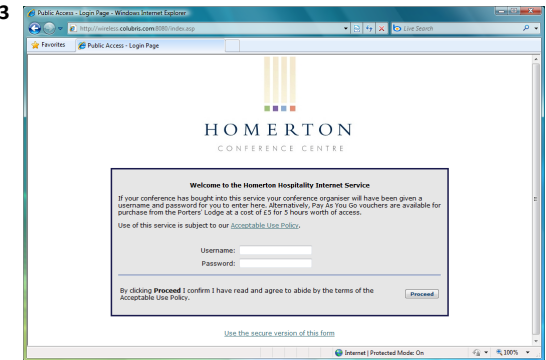 3
Public Access - Login Page - Windows Internet Explorer
http://wireless.colubris.com:8080/index.asp
Live Search
Favorites
Public Access - Login Page
HOMERTON
CONFERENCE CENTRE
Welcome to the Homerton Hospitality Internet Service
If your conference has bought into this service your conference organiser will have been given a
username and password for you to enter here. Alternatively, Pay As You Go vouchers are available for
purchase from the Porters' Lodge at a cost of £5 for 5 hours worth of access.
Use of this service is subject to our Acceptable Use Policy.
Username:
Password:
By clicking Proceed I confirm I have read and agree to abide by the terms of the
Acceptable Use Policy.
Proceed
Use the secure version of this form
Internet | Protected Mode: On
100%